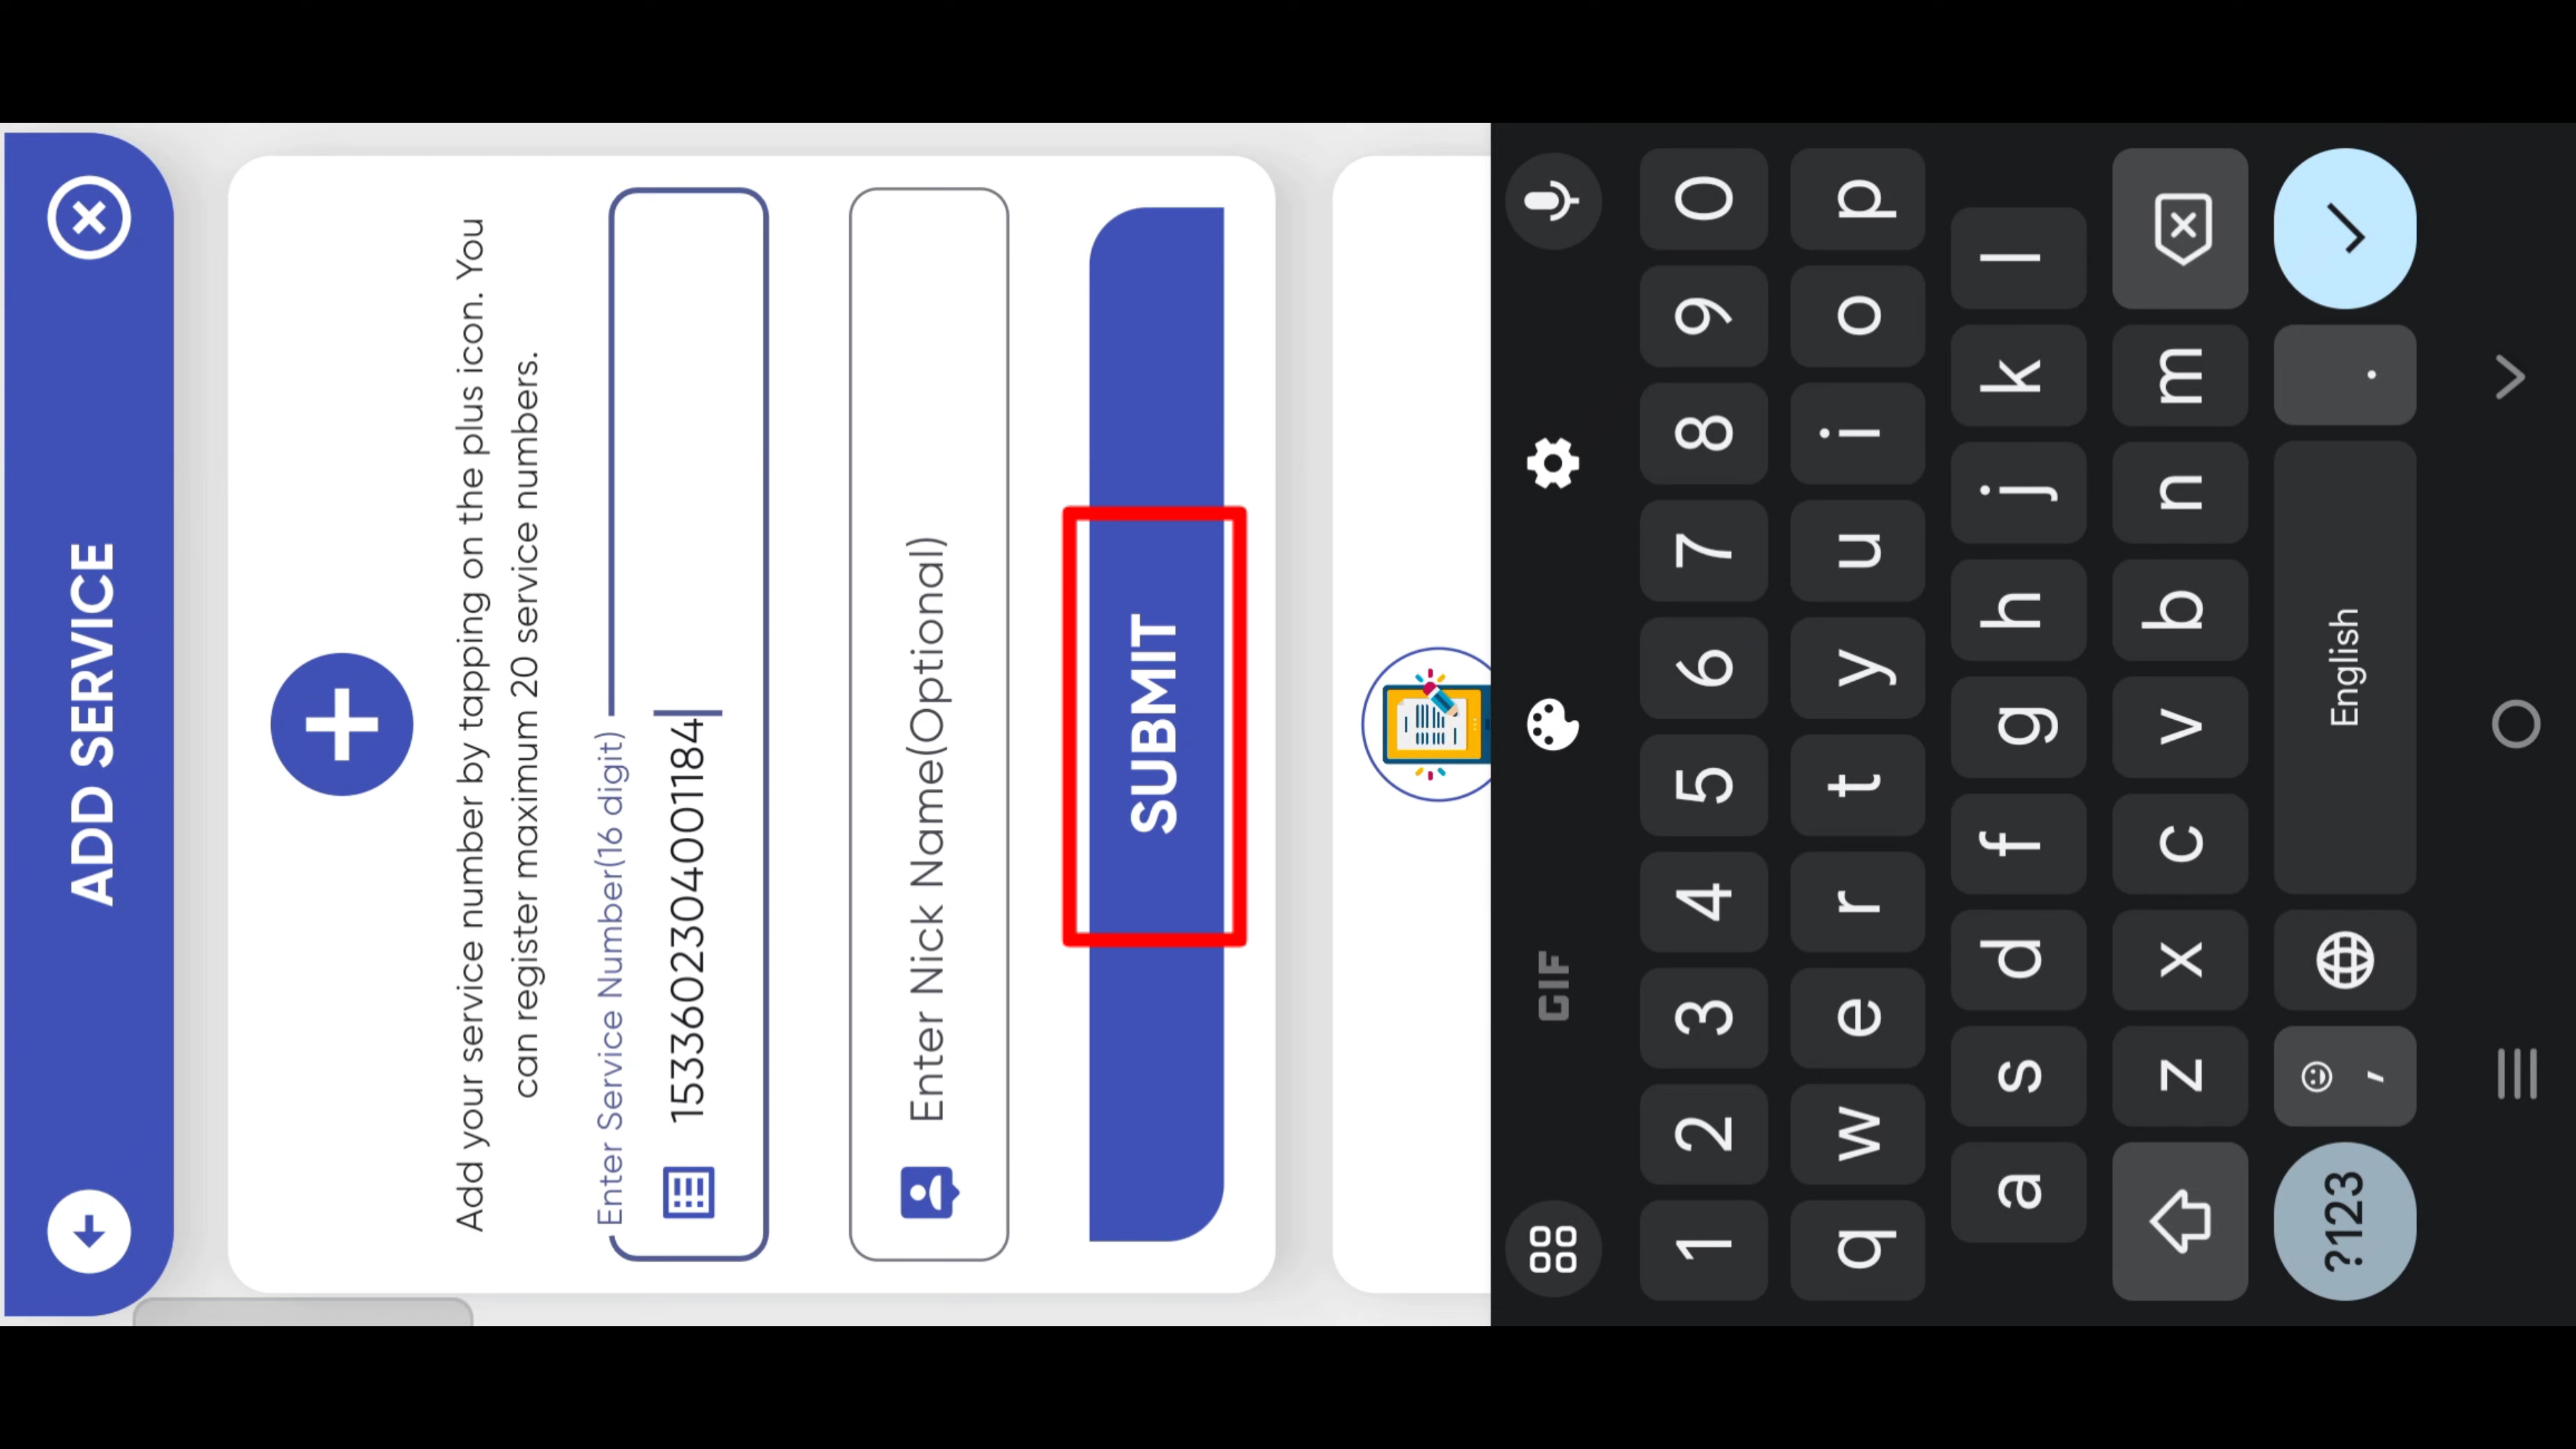 ADD SERVICE
Add your service number by tapping on the plus icon. You
can register maximum 20 service numbers.
Enter Service Number(16 digit)
1533602304001184
Enter Nick Name(Optional)
SUBMIT
GIF
1 2 3 4 5 6 7 8 9 0
q w e r t y u i o p
a s d f g h j k l
z x c v b n m
?123 , English .